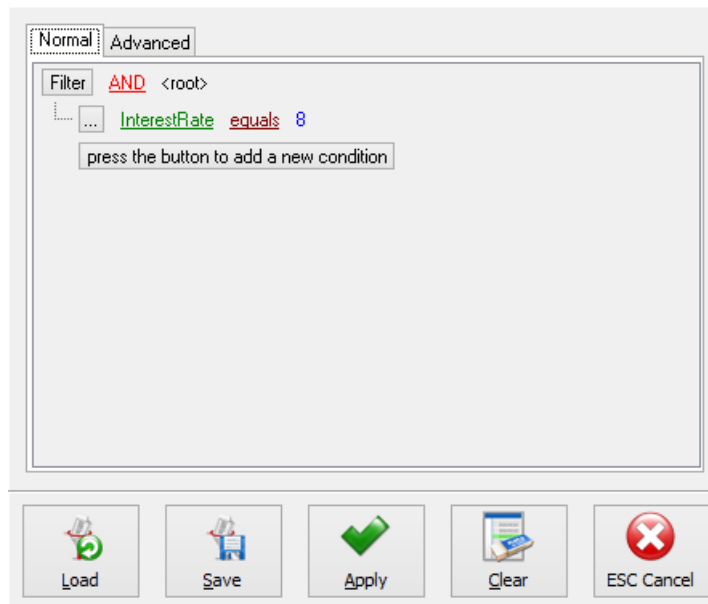 Normal Advanced
Filter AND <root>
... InterestRate equals 8
press the button to add a new condition
Load Save Apply Clear ESC Cancel